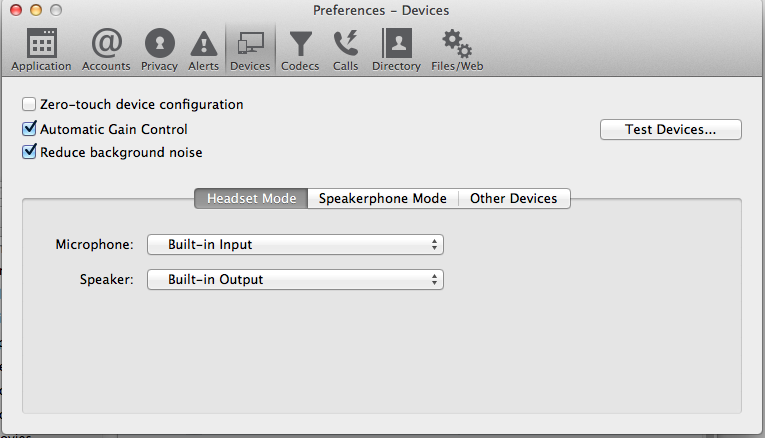 Preferences – Devices
Application Accounts Privacy Alerts Devices Codecs Calls Directory Files/Web
Zero-touch device configuration
Automatic Gain Control
Test Devices...
Reduce background noise
Headset Mode Speakerphone Mode Other Devices
Microphone: Built-in Input
Speaker: Built-in Output